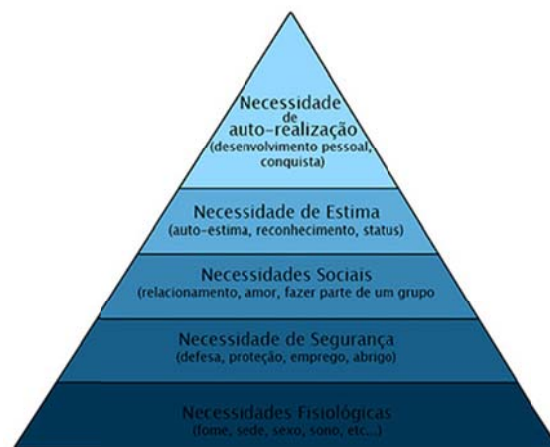 Necessidade
de
auto-realização
(desenvolvimento pessoal,
conquista)
Necessidade de Estima
(auto-estima, reconhecimento, status)
Necessidades Sociais
(relacionamento, amor, fazer parte de um grupo
Necessidade de Segurança
(defesa, proteção, emprego, abrigo)
Necessidades Fisiológicas
(fome, sede, sexo, sono, etc...)